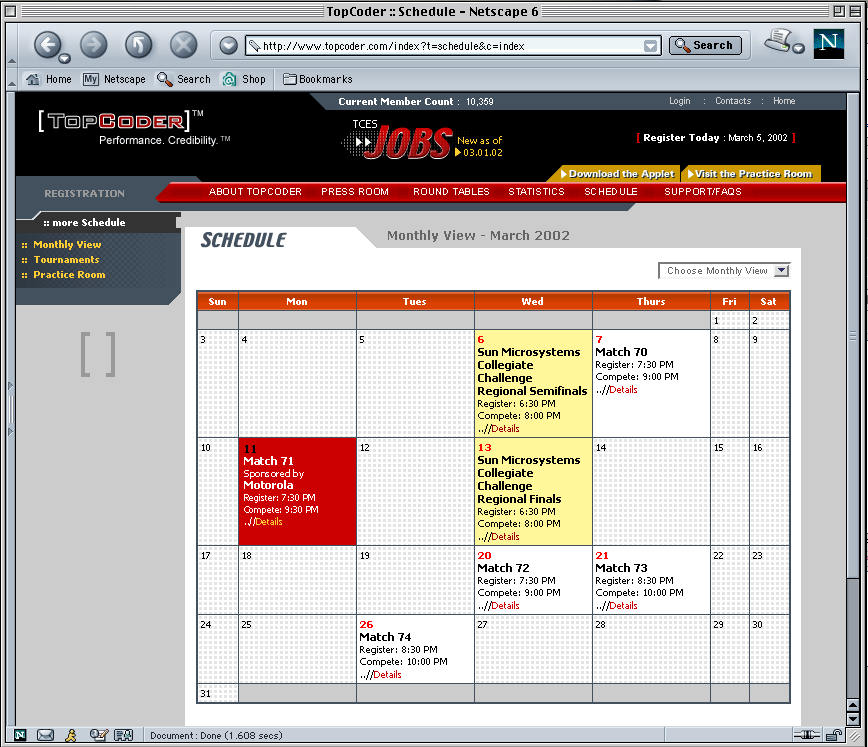 TopCoder :: Schedule - Netscape 6
http://www.topcoder.com/index?t=schedule&c=index
Search
N
Home
My Netscape
Search
Shop
Bookmarks
Current Member Count : 10,359
Login : Contacts : Home
[TOPCODER]™
Performance. Credibility.™
TCES
JOBS
New as of
03.01.02
[ Register Today : March 5, 2002 ]
Download the Applet
Visit the Practice Room
REGISTRATION
ABOUT TOPCODER
PRESS ROOM
ROUND TABLES
STATISTICS
SCHEDULE
SUPPORT/FAQS
:: more Schedule
:: Monthly View
:: Tournaments
:: Practice Room
[ ]
SCHEDULE
Monthly View - March 2002
Choose Monthly View
Sun Mon Tues Wed Thurs Fri Sat
1 2
3 4 5
6
Sun Microsystems
Collegiate
Challenge
Regional Semifinals
Register: 6:30 PM
Compete: 8:00 PM
..//Details
7
Match 70
Register: 7:30 PM
Compete: 9:00 PM
..//Details
8 9
10
11
Match 71
Sponsored by
Motorola
Register: 7:30 PM
Compete: 9:30 PM
..//Details
12
13
Sun Microsystems
Collegiate
Challenge
Regional Finals
Register: 6:30 PM
Compete: 8:00 PM
..//Details
14 15 16
17 18 19
20
Match 72
Register: 7:30 PM
Compete: 9:00 PM
..//Details
21
Match 73
Register: 8:30 PM
Compete: 10:00 PM
..//Details
22 23
24 25
26
Match 74
Register: 8:30 PM
Compete: 10:00 PM
..//Details
27 28 29 30
31
N
Document: Done (1.608 secs)